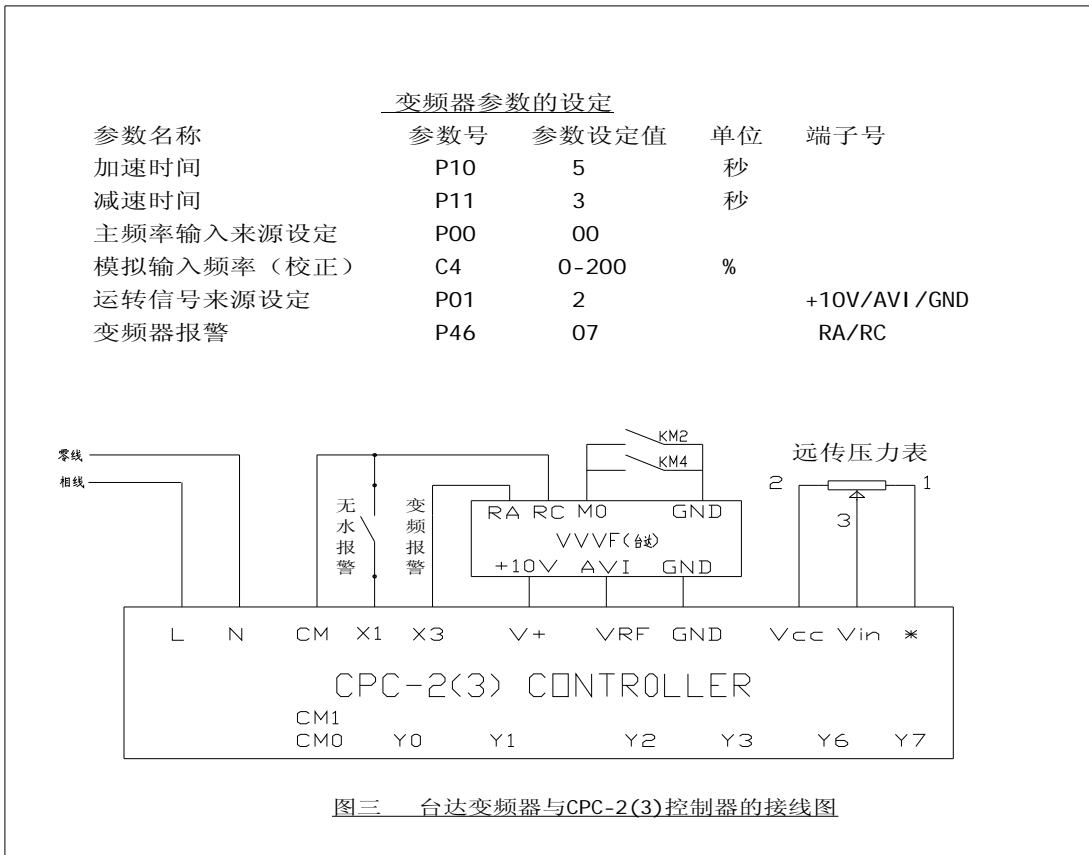 变频器参数的设定
参数名称 参数号 参数设定值 单位 端子号
加速时间 P10 5 秒
减速时间 P11 3 秒
主频率输入来源设定 P00 00
模拟输入频率（校正） C4 0-200 %
运转信号来源设定 P01 2 +10V/AVI/GND
变频器报警 P46 07 RA/RC
零线
相线
无水报警
变频报警
KM2
KM4
RA RC M0 GND
VVVF(台达)
+10V AVI GND
远传压力表
2 1
3
L N CM X1 X3 V+ VRF GND Vcc Vin *
CPC-2(3) CONTROLLER
CM1
CM0 Y0 Y1 Y2 Y3 Y6 Y7
图三 台达变频器与CPC-2(3)控制器的接线图